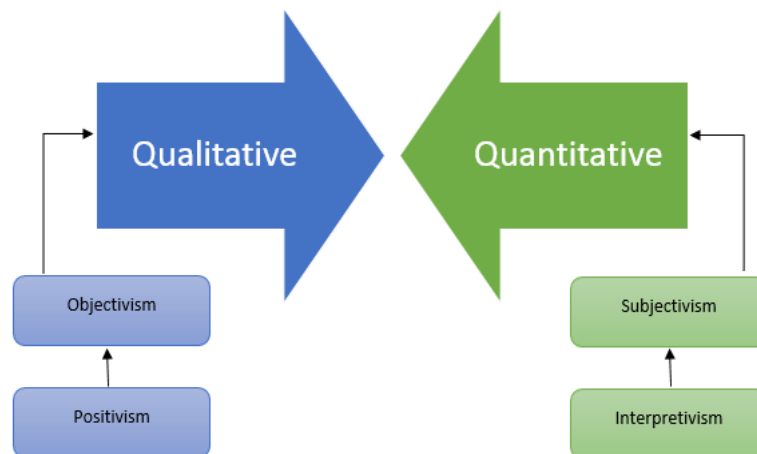 Qualitative
Quantitative
Objectivism
Subjectivism
Positivism
Interpretivism